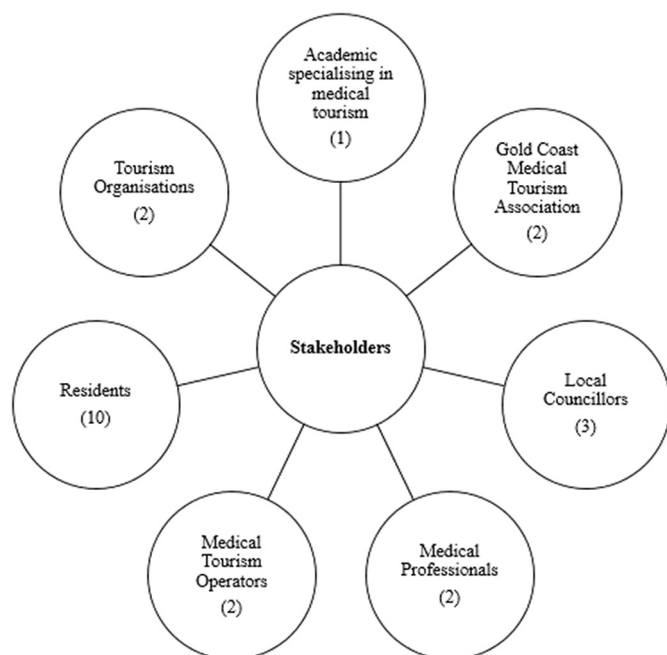 Academic
specialising in
medical
tourism
(1)
Gold Coast
Medical
Tourism
Association
(2)
Tourism
Organisations
(2)
Stakeholders
Residents
(10)
Local
Councillors
(3)
Medical
Tourism
Operators
(2)
Medical
Professionals
(2)